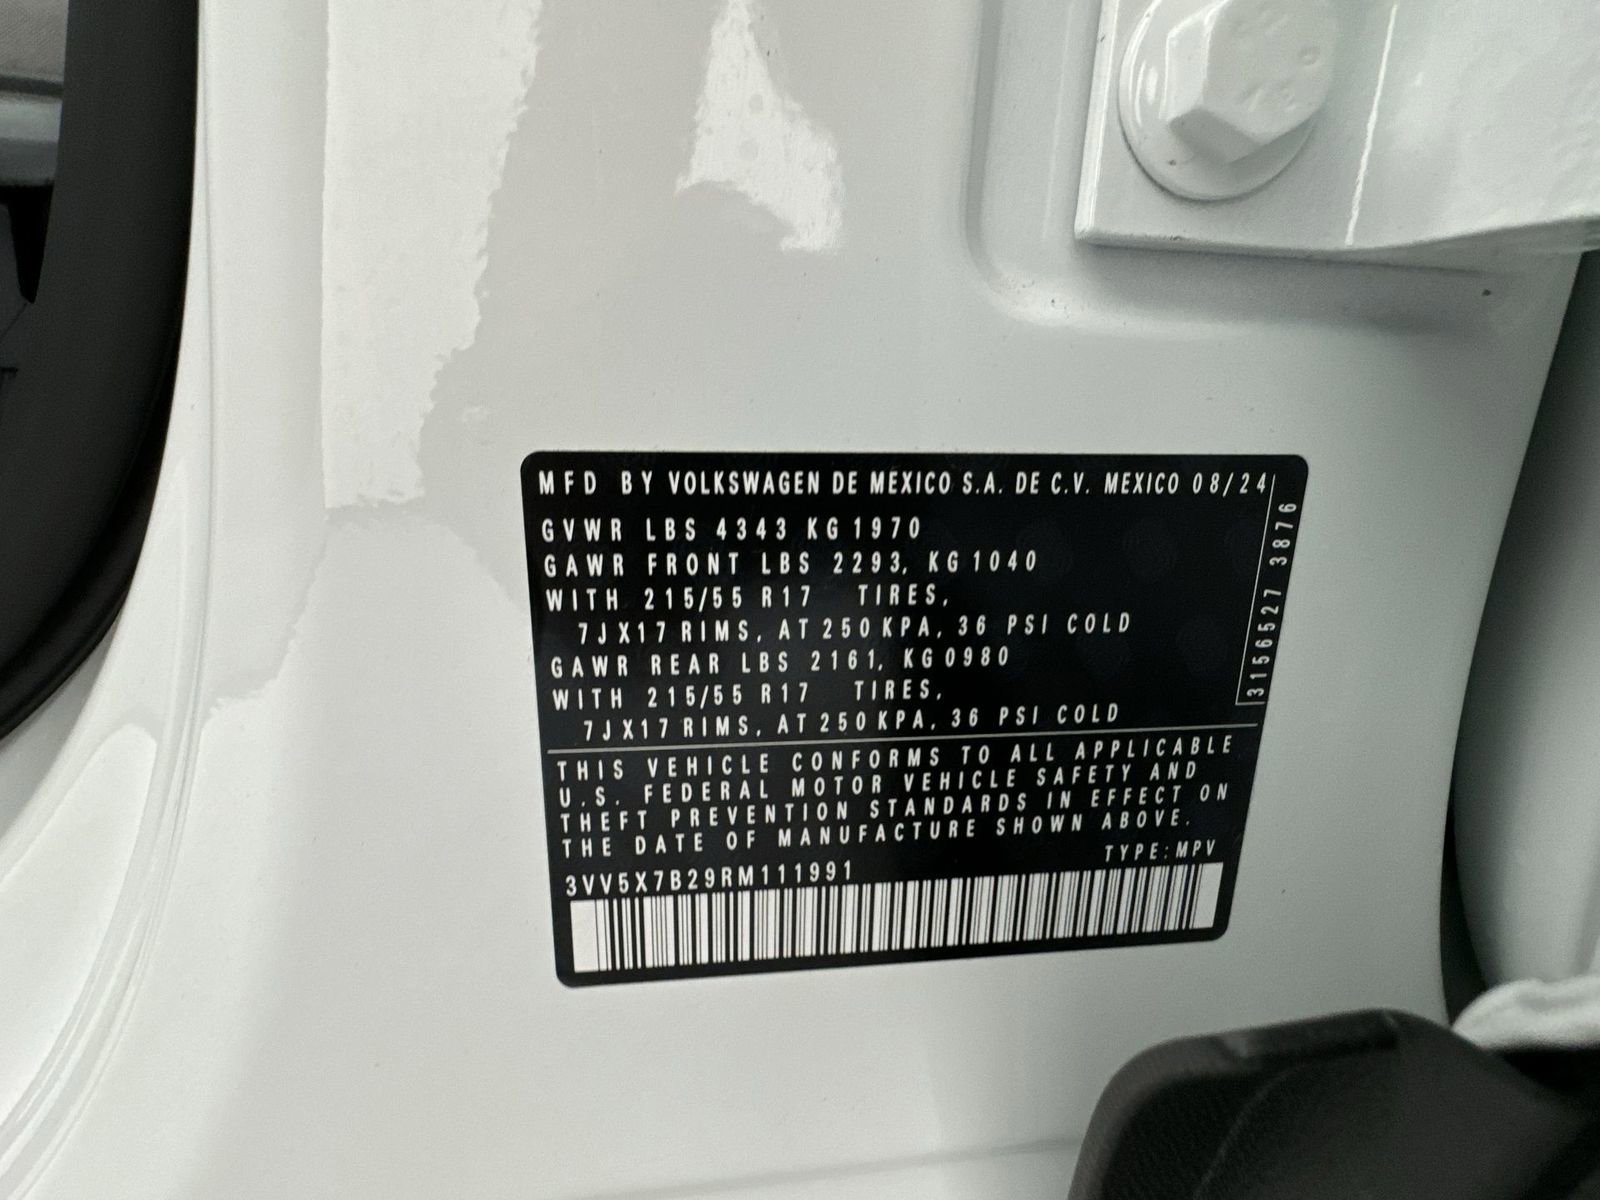 MFD BY VOLKSWAGEN DE MEXICO S.A. DE C.V. MEXICO 08/24
GVWR LBS 4343 KG 1970
GAWR FRONT LBS 2293, KG 1040
WITH 215/55 R17 TIRES,
7JX17 RIMS, AT 250 KPA, 36 PSI COLD
GAWR REAR LBS 2161, KG 0980
WITH 215/55 R17 TIRES,
7JX17 RIMS, AT 250 KPA, 36 PSI COLD
3156527 3876
THIS VEHICLE CONFORMS TO ALL APPLICABLE
U.S. FEDERAL MOTOR VEHICLE SAFETY AND
THEFT PREVENTION STANDARDS IN EFFECT ON
THE DATE OF MANUFACTURE SHOWN ABOVE.
TYPE: MPV
3VV5X7B29RM111991